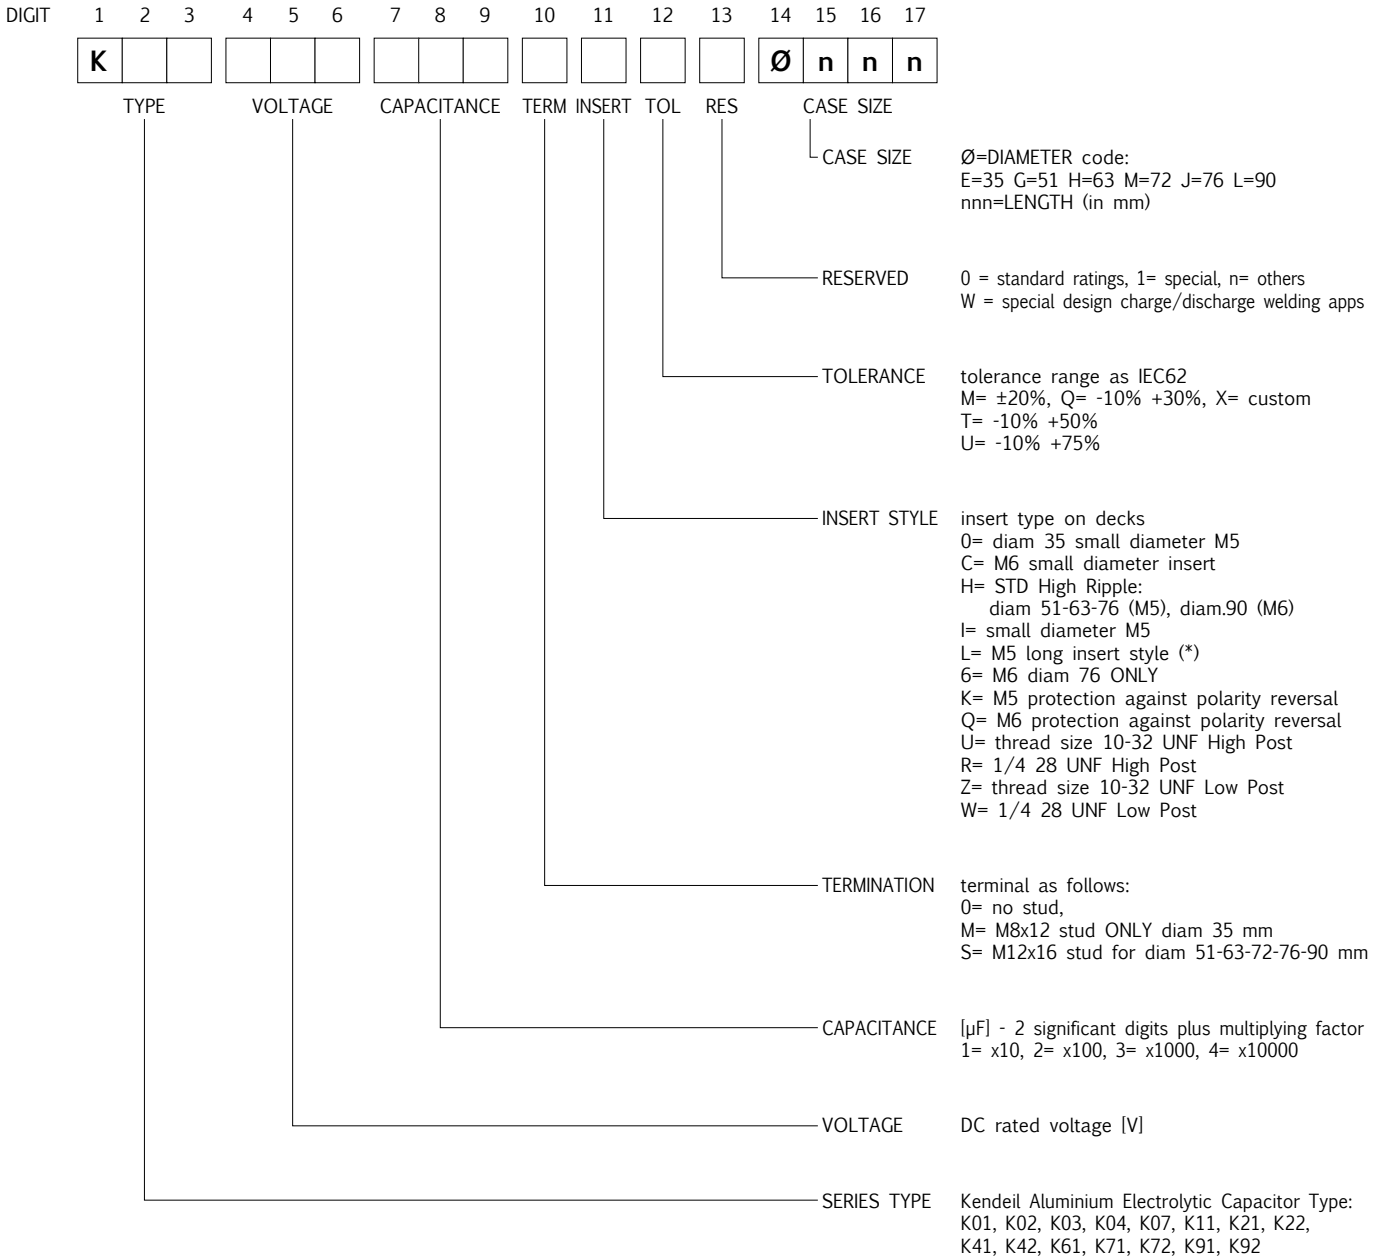 DIGIT 1 2 3 4 5 6 7 8 9 10 11 12 13 14 15 16 17
K Ø n n n
TYPE VOLTAGE CAPACITANCE TERM INSERT TOL RES CASE SIZE
CASE SIZE Ø=DIAMETER code:
E=35 G=51 H=63 M=72 J=76 L=90
nnn=LENGTH (in mm)
RESERVED 0 = standard ratings, 1= special, n= others
W = special design charge/discharge welding apps
TOLERANCE tolerance range as IEC62
M= ±20%, Q= -10% +30%, X= custom
T= -10% +50%
U= -10% +75%
INSERT STYLE insert type on decks
0= diam 35 small diameter M5
C= M6 small diameter insert
H= STD High Ripple:
diam 51-63-76 (M5), diam.90 (M6)
I= small diameter M5
L= M5 long insert style (*)
6= M6 diam 76 ONLY
K= M5 protection against polarity reversal
Q= M6 protection against polarity reversal
U= thread size 10-32 UNF High Post
R= 1/4 28 UNF High Post
Z= thread size 10-32 UNF Low Post
W= 1/4 28 UNF Low Post
TERMINATION terminal as follows:
0= no stud,
M= M8x12 stud ONLY diam 35 mm
S= M12x16 stud for diam 51-63-72-76-90 mm
CAPACITANCE [µF] - 2 significant digits plus multiplying factor
1= x10, 2= x100, 3= x1000, 4= x10000
VOLTAGE DC rated voltage [V]
SERIES TYPE Kendeil Aluminium Electrolytic Capacitor Type:
K01, K02, K03, K04, K07, K11, K21, K22,
K41, K42, K61, K71, K72, K91, K92